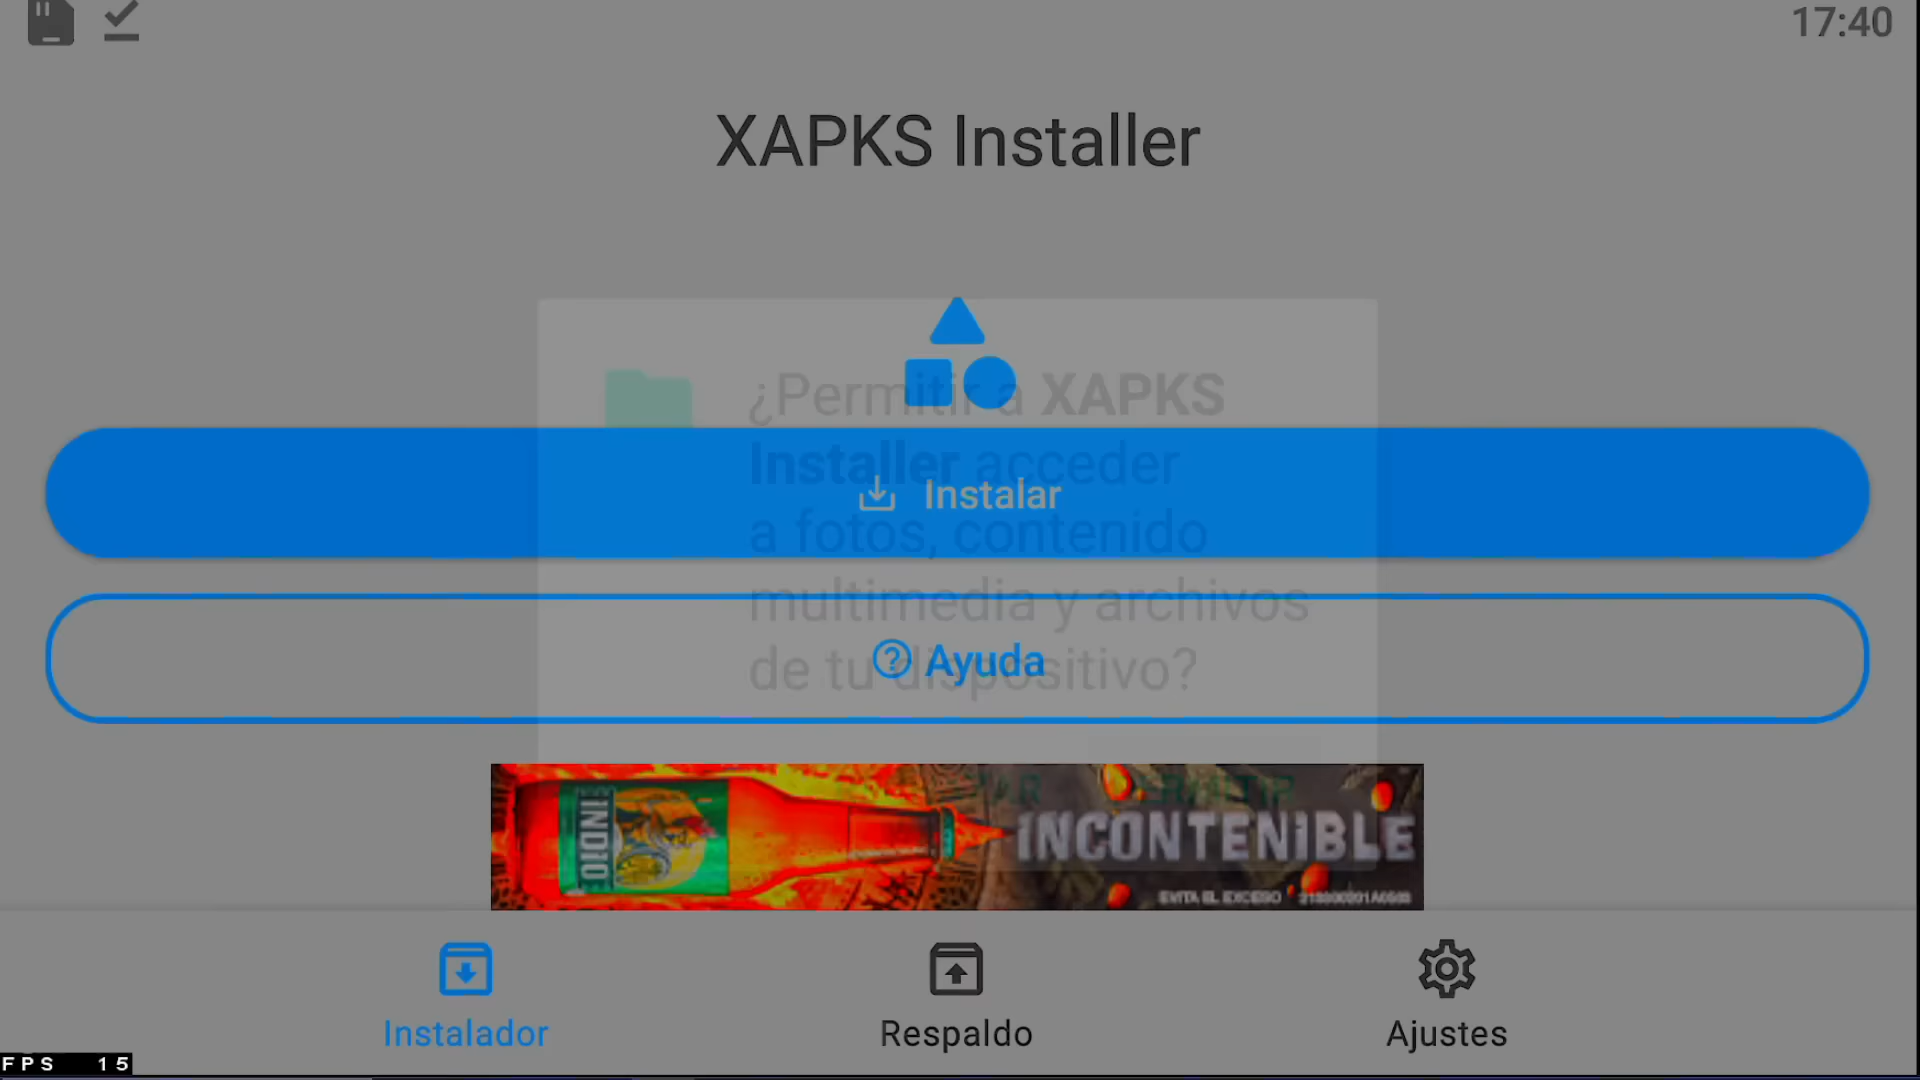 17:40
XAPKS Installer
¿Permitir a XAPKS
Installer acceder
a fotos, contenido
multimedia y archivos
de tu dispositivo?
Instalar
Ayuda
PERMITIR
INDIO
INCONTENIBLE
EVITA EL EXCESO
Instalador
Respaldo
Ajustes
FPS 15